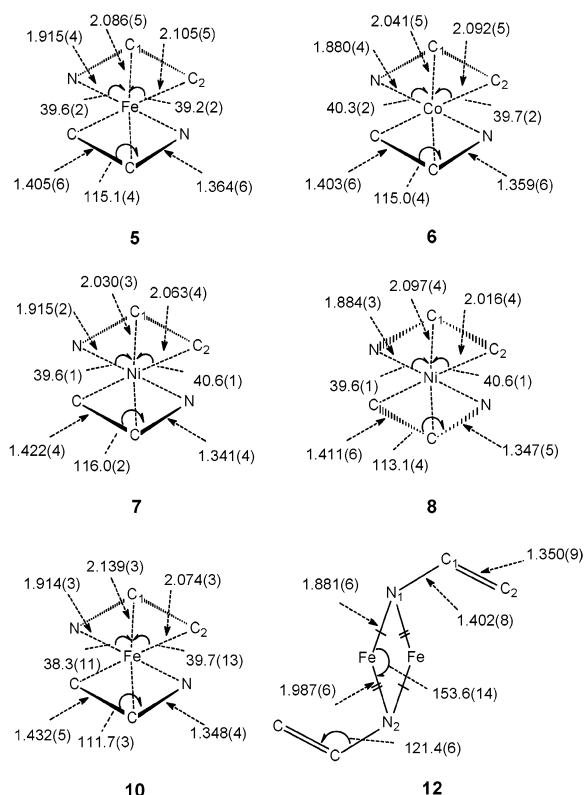 2.086(5)
1.915(4)
2.105(5)
C1
N
C2
39.6(2)
Fe
39.2(2)
C
N
C
1.405(6)
1.364(6)
115.1(4)
5
2.041(5)
1.880(4)
2.092(5)
C1
N
C2
40.3(2)
Co
39.7(2)
C
N
C
1.403(6)
1.359(6)
115.0(4)
6
2.030(3)
1.915(2)
2.063(4)
C1
N
C2
39.6(1)
Ni
40.6(1)
C
N
C
1.422(4)
1.341(4)
116.0(2)
7
2.097(4)
1.884(3)
2.016(4)
C1
N
C2
39.6(1)
Ni
40.6(1)
C
N
C
1.411(6)
1.347(5)
113.1(4)
8
2.139(3)
1.914(3)
2.074(3)
C1
N
C2
38.3(11)
Fe
39.7(13)
C
N
C
1.432(5)
1.348(4)
111.7(3)
10
C1
1.350(9)
C2
1.881(6)
N1
1.402(8)
Fe
Fe
1.987(6)
153.6(14)
N2
C
C
121.4(6)
12